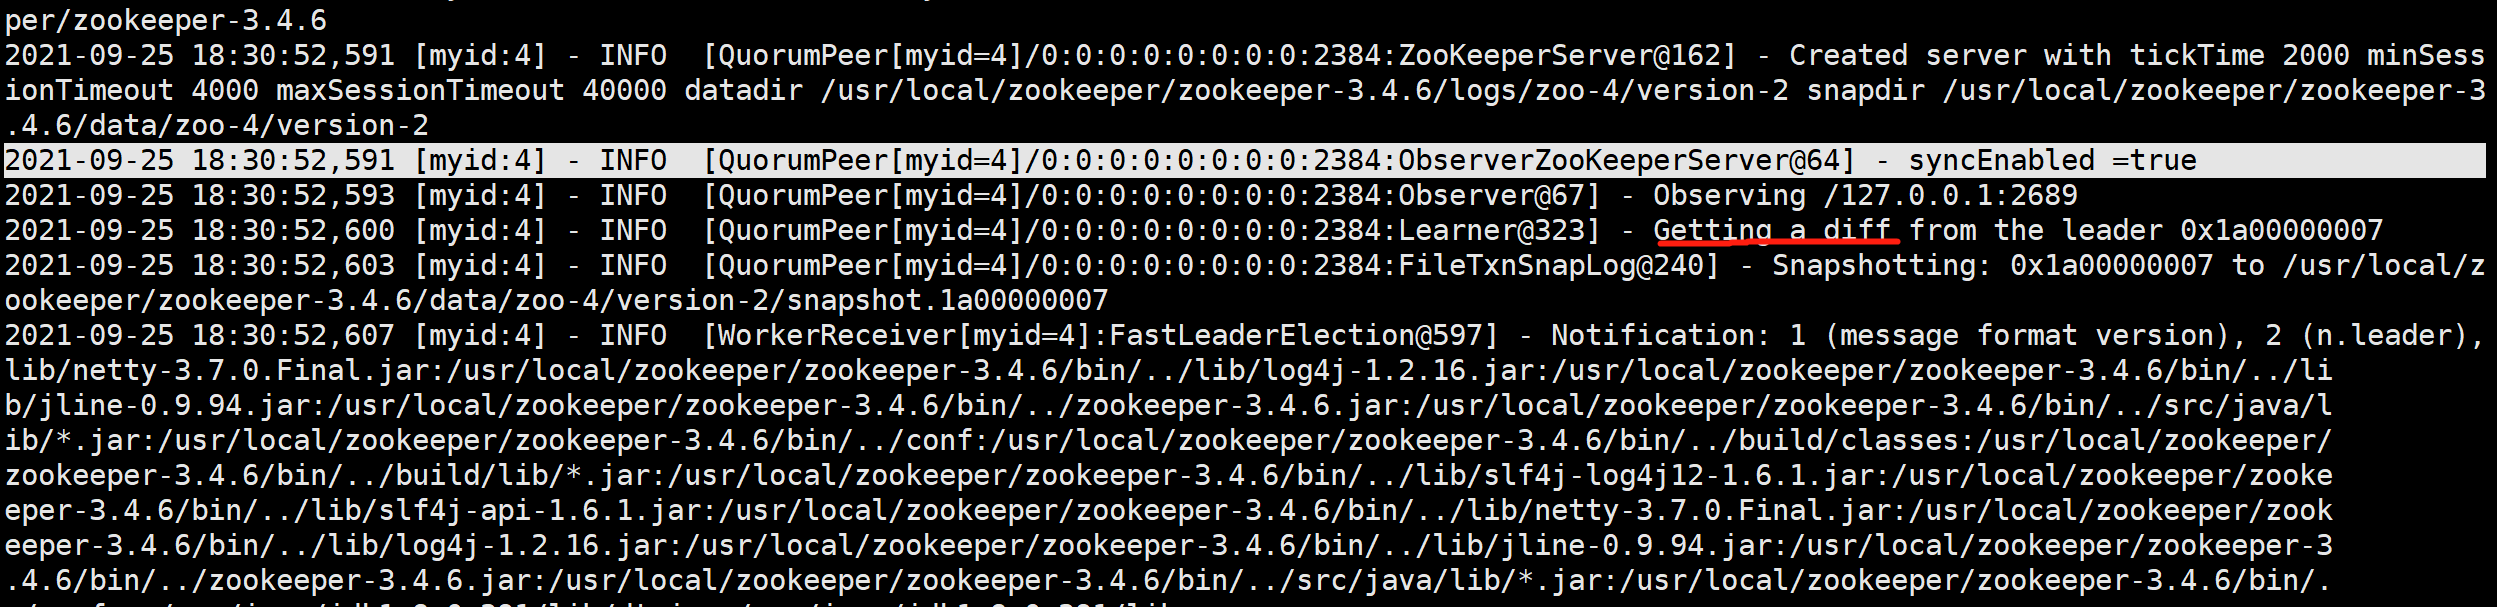 per/zookeeper-3.4.6
2021-09-25 18:30:52,591 [myid:4] - INFO  [QuorumPeer[myid=4]/0:0:0:0:0:0:0:0:2384:ZooKeeperServer@162] - Created server with tickTime 2000 minSess
ionTimeout 4000 maxSessionTimeout 40000 datadir /usr/local/zookeeper/zookeeper-3.4.6/logs/zoo-4/version-2 snapdir /usr/local/zookeeper/zookeeper-3
.4.6/data/zoo-4/version-2
2021-09-25 18:30:52,591 [myid:4] - INFO  [QuorumPeer[myid=4]/0:0:0:0:0:0:0:0:2384:ObserverZooKeeperServer@64] - syncEnabled =true
2021-09-25 18:30:52,593 [myid:4] - INFO  [QuorumPeer[myid=4]/0:0:0:0:0:0:0:0:2384:Observer@67] - Observing /127.0.0.1:2689
2021-09-25 18:30:52,600 [myid:4] - INFO  [QuorumPeer[myid=4]/0:0:0:0:0:0:0:0:2384:Learner@323] - Getting a diff from the leader 0x1a00000007
2021-09-25 18:30:52,603 [myid:4] - INFO  [QuorumPeer[myid=4]/0:0:0:0:0:0:0:0:2384:FileTxnSnapLog@240] - Snapshotting: 0x1a00000007 to /usr/local/z
ookeeper/zookeeper-3.4.6/data/zoo-4/version-2/snapshot.1a00000007
2021-09-25 18:30:52,607 [myid:4] - INFO  [WorkerReceiver[myid=4]:FastLeaderElection@597] - Notification: 1 (message format version), 2 (n.leader),
lib/netty-3.7.0.Final.jar:/usr/local/zookeeper/zookeeper-3.4.6/bin/../lib/log4j-1.2.16.jar:/usr/local/zookeeper/zookeeper-3.4.6/bin/../li
b/jline-0.9.94.jar:/usr/local/zookeeper/zookeeper-3.4.6/bin/../zookeeper-3.4.6.jar:/usr/local/zookeeper/zookeeper-3.4.6/bin/../src/java/l
ib/*.jar:/usr/local/zookeeper/zookeeper-3.4.6/bin/../conf:/usr/local/zookeeper/zookeeper-3.4.6/bin/../build/classes:/usr/local/zookeeper/
zookeeper-3.4.6/bin/../build/lib/*.jar:/usr/local/zookeeper/zookeeper-3.4.6/bin/../lib/slf4j-log4j12-1.6.1.jar:/usr/local/zookeeper/zooke
eper-3.4.6/bin/../lib/slf4j-api-1.6.1.jar:/usr/local/zookeeper/zookeeper-3.4.6/bin/../lib/netty-3.7.0.Final.jar:/usr/local/zookeeper/zook
eeper-3.4.6/bin/../lib/log4j-1.2.16.jar:/usr/local/zookeeper/zookeeper-3.4.6/bin/../lib/jline-0.9.94.jar:/usr/local/zookeeper/zookeeper-3
.4.6/bin/../zookeeper-3.4.6.jar:/usr/local/zookeeper/zookeeper-3.4.6/bin/../src/java/lib/*.jar:/usr/local/zookeeper/zookeeper-3.4.6/bin/.